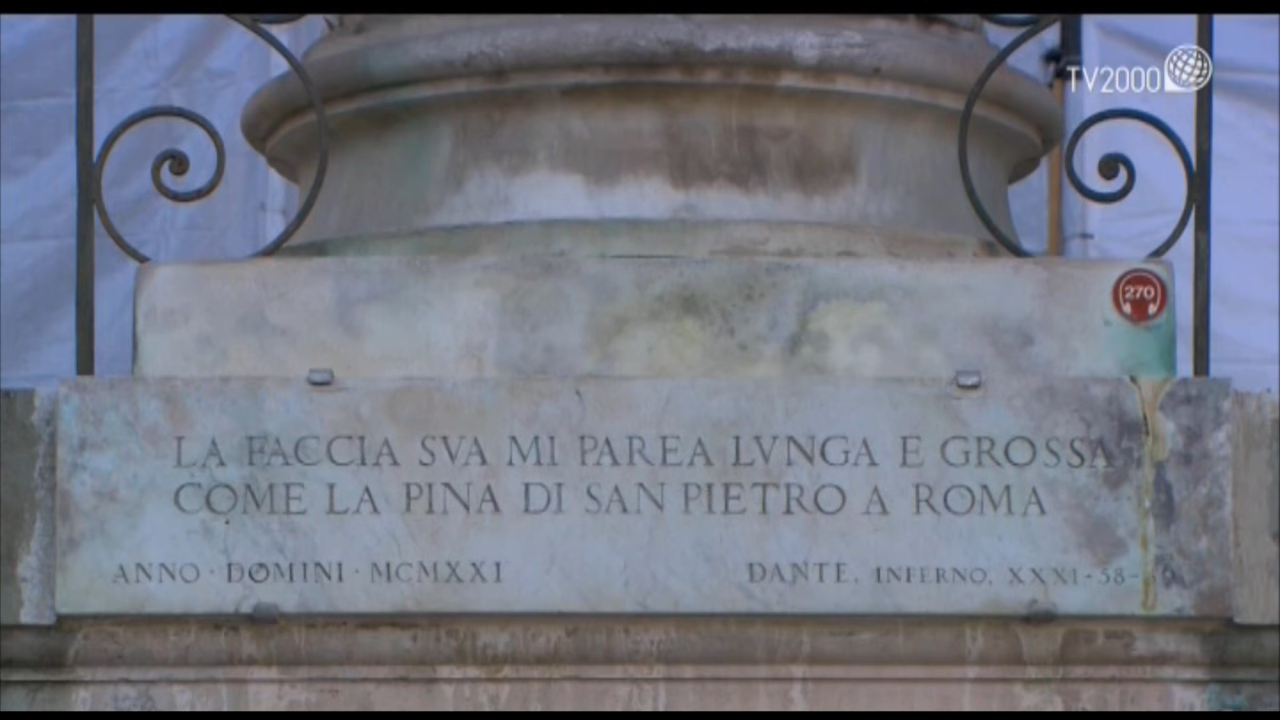 TV2000
270
LA FACCIA SVA MI PAREA LVNGA E GROSSA
COME LA PINA DI SAN PIETRO A ROMA
ANNO · DOMINI · MCMXXI
DANTE, INFERNO, XXXI-58-